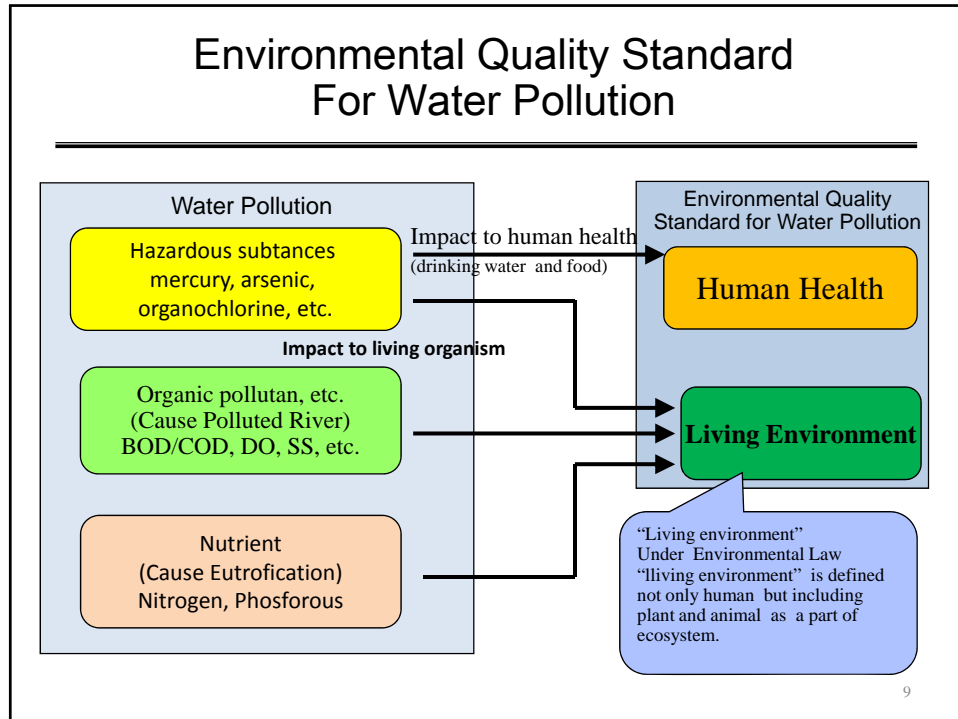 Environmental Quality Standard
For Water Pollution
Water Pollution
Hazardous subtances
mercury, arsenic,
organochlorine, etc.
Impact to human health
(drinking water and food)
Impact to living organism
Organic pollutan, etc.
(Cause Polluted River)
BOD/COD, DO, SS, etc.
Nutrient
(Cause Eutrofication)
Nitrogen, Phosforous
Environmental Quality
Standard for Water Pollution
Human Health
Living Environment
“Living environment”
Under Environmental Law
“lliving environment” is defined
not only human but including
plant and animal as a part of
ecosystem.
9